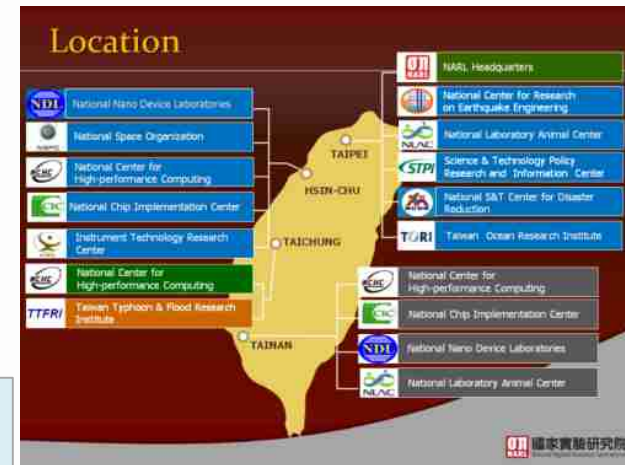 Location
NDL
National Nano Device Laboratories
National Space Organization
National Center for
High-performance Computing
CIC
National Chip Implementation Center
Instrument Technology Research
Center
National Center for
High-performance Computing
TTFRI
Taiwan Typhoon & Flood Research
Institute
TAIPEI
HSIN-CHU
TAICHUNG
TAINAN
NARL
NARL Headquarters
National Center for Research
on Earthquake Engineering
NLAC
National Laboratory Animal Center
STPI
Science & Technology Policy
Research and Information Center
National S&T Center for Disaster
Reduction
TORI
Taiwan Ocean Research Institute
National Center for
High-performance Computing
CIC
National Chip Implementation Center
NDL
National Nano Device Laboratories
NLAC
National Laboratory Animal Center
NARL
國家實驗研究院